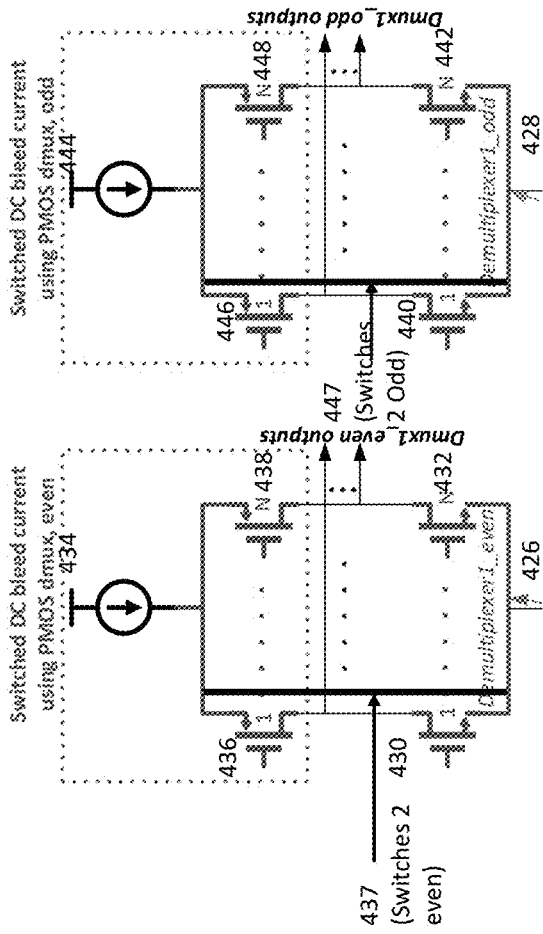 Switched DC bleed current
using PMOS dmux, even
434
436
1
N
438
Dmux1_even outputs
430
1
N
432
Demultiplexer1_even
426
437
(Switches 2
even)
Switched DC bleed current
using PMOS dmux, odd
444
446
1
N
448
Dmux1_odd outputs
447
(Switches
_2 Odd)
440
1
N
442
Demultiplexer1_odd
428